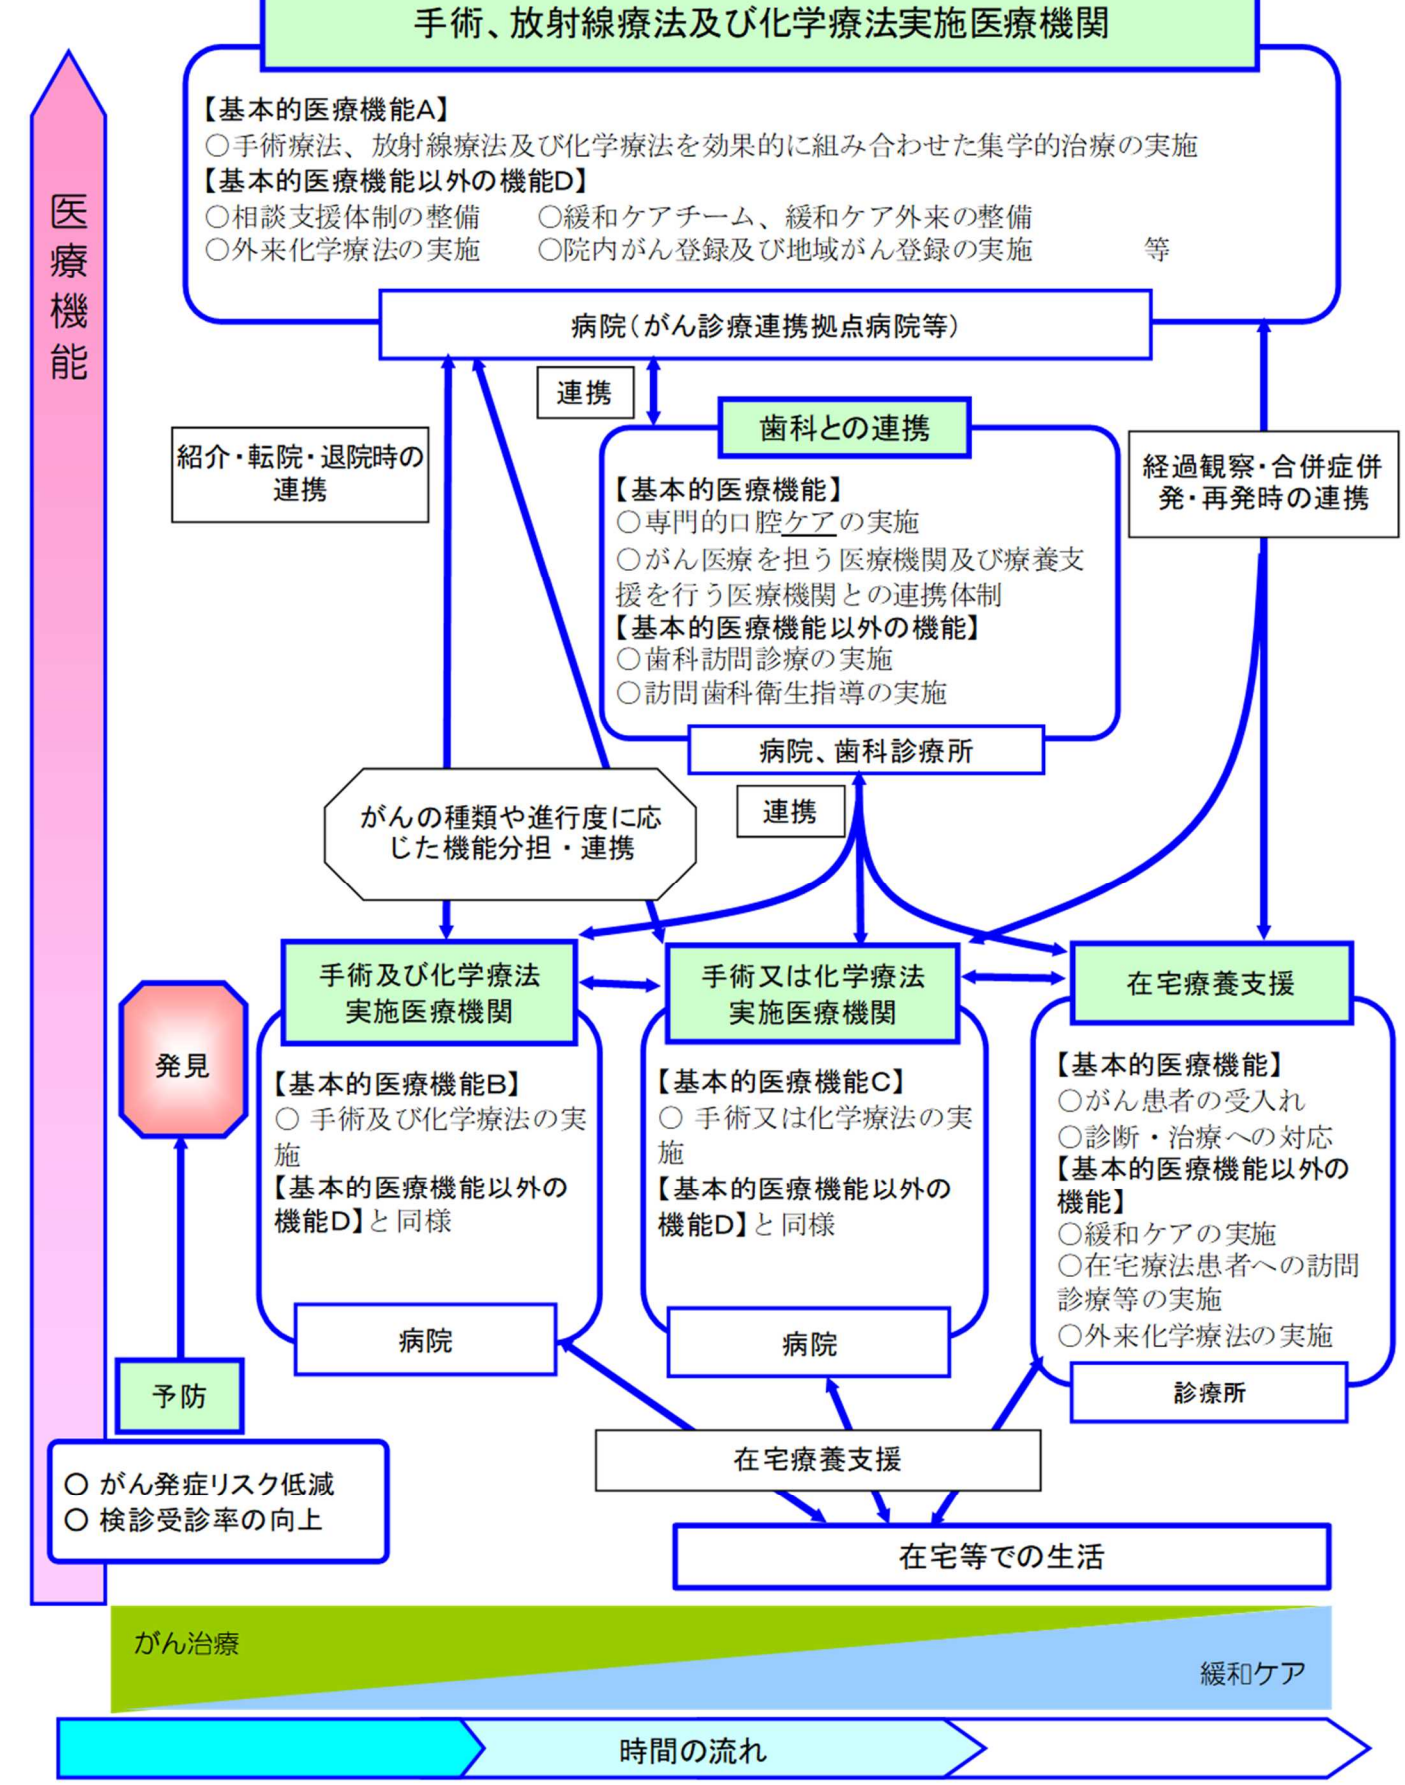 手術、放射線療法及び化学療法実施医療機関
医療機能
【基本的医療機能A】
○手術療法、放射線療法及び化学療法を効果的に組み合わせた集学的治療の実施
【基本的医療機能以外の機能D】
○相談支援体制の整備　　○緩和ケアチーム、緩和ケア外来の整備
○外来化学療法の実施　　○院内がん登録及び地域がん登録の実施　　　　等
病院（がん診療連携拠点病院等）
連携
紹介・転院・退院時の
連携
歯科との連携
【基本的医療機能】
○専門的口腔ケアの実施
○がん医療を担う医療機関及び療養支
援を行う医療機関との連携体制
【基本的医療機能以外の機能】
○歯科訪問診療の実施
○訪問歯科衛生指導の実施
病院、歯科診療所
経過観察・合併症併
発・再発時の連携
連携
がんの種類や進行度に応
じた機能分担・連携
手術及び化学療法
実施医療機関
【基本的医療機能B】
○ 手術及び化学療法の実
施
【基本的医療機能以外の
機能D】と同様
病院
手術又は化学療法
実施医療機関
【基本的医療機能C】
○ 手術又は化学療法の実
施
【基本的医療機能以外の
機能D】と同様
病院
在宅療養支援
【基本的医療機能】
○がん患者の受入れ
○診断・治療への対応
【基本的医療機能以外の
機能】
○緩和ケアの実施
○在宅療法患者への訪問
診療等の実施
○外来化学療法の実施
診療所
発見
予防
○ がん発症リスク低減
○ 検診受診率の向上
在宅療養支援
在宅等での生活
がん治療
緩和ケア
時間の流れ